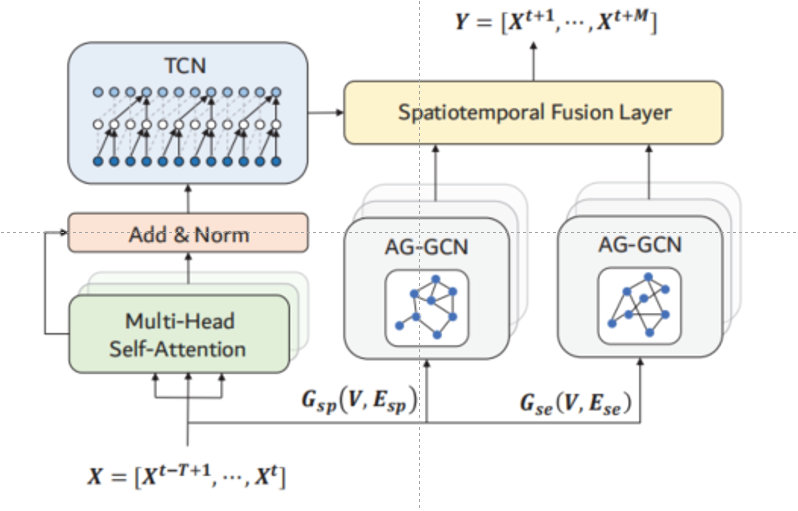 Y = [X^{t+1}, ⋯, X^{t+M}]
TCN
Spatiotemporal Fusion Layer
Add & Norm
AG-GCN
AG-GCN
Multi-Head
Self-Attention
G_{sp}(V, E_{sp})
G_{se}(V, E_{se})
X = [X^{t−T+1}, ⋯, X^{t}]